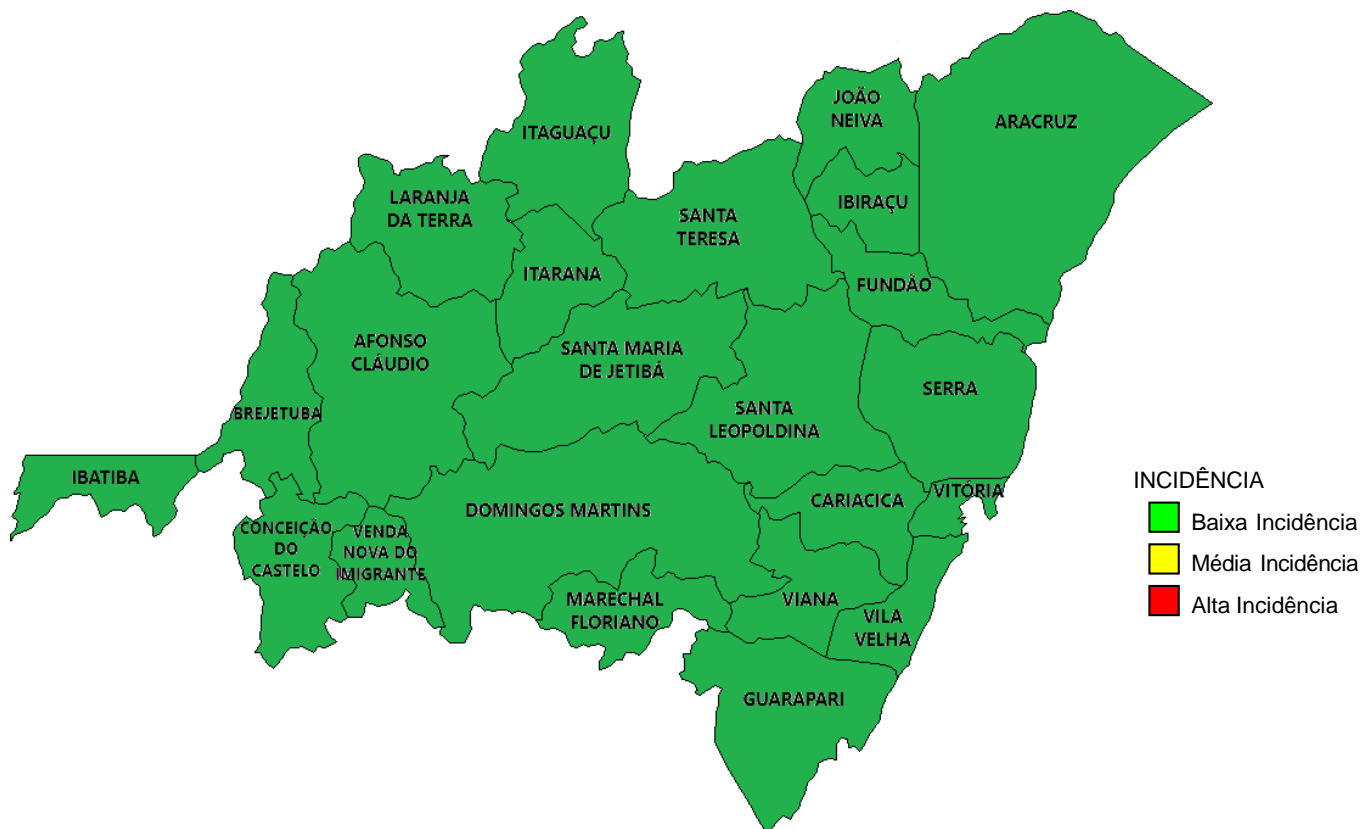 JOÃO
NEIVA
ARACRUZ
ITAGUAÇU
LARANJA
DA TERRA
IBIRAÇU
SANTA
TERESA
ITARANA
FUNDÃO
AFONSO
CLÁUDIO
SANTA MARIA
DE JETIBÁ
SERRA
BREJETUBA
SANTA
LEOPOLDINA
IBATIBA
DOMINGOS MARTINS
CARIACICA
VITÓRIA
CONCEIÇÃO
DO
CASTELO
VENDA
NOVA DO
IMIGRANTE
MARECHAL
FLORIANO
VIANA
VILA
VELHA
GUARAPARI
INCIDÊNCIA
Baixa Incidência
Média Incidência
Alta Incidência